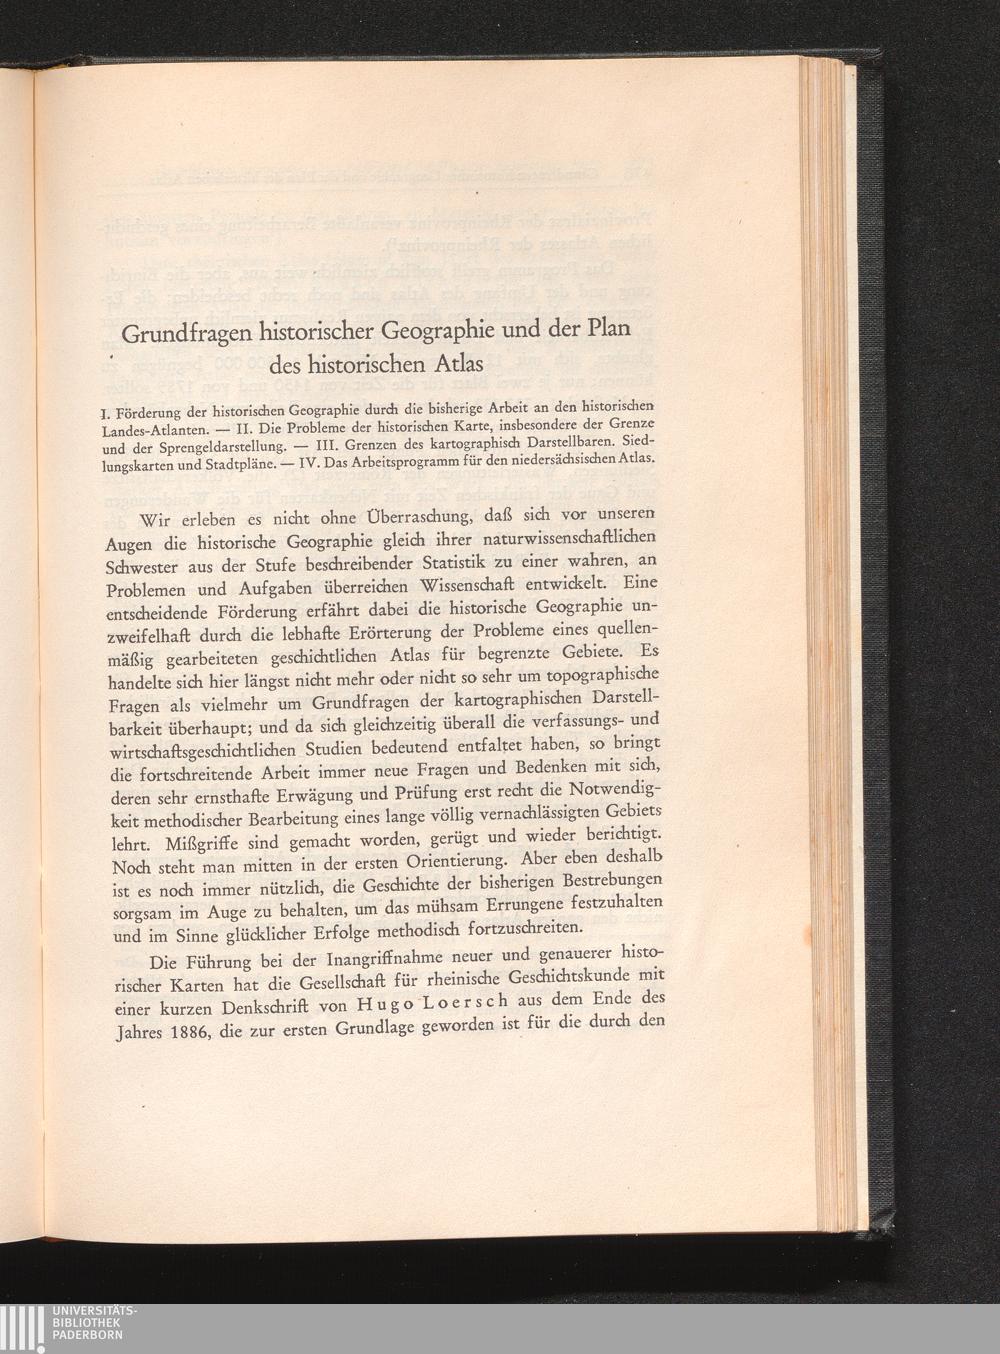 Grundfragen historischer Geographie und der Plan
des historischen Atlas
I. Förderung der historischen Geographie durch die bisherige Arbeit an den historischen
Landes-Atlanten. — II. Die Probleme der historischen Karte, insbesondere der Grenze
und der Sprengeldarstellung. — III. Grenzen des kartographisch Darstellbaren. Sied-
lungskarten und Stadtpläne. — IV. Das Arbeitsprogramm für den niedersächsischen Atlas.
Wir erleben es nicht ohne Überraschung, daß sich vor unseren
Augen die historische Geographie gleich ihrer naturwissenschaftlichen
Schwester aus der Stufe beschreibender Statistik zu einer wahren, an
Problemen und Aufgaben überreichen Wissenschaft entwickelt. Eine
entscheidende Förderung erfährt dabei die historische Geographie un-
zweifelhaft durch die lebhafte Erörterung der Probleme eines quellen-
mäßig gearbeiteten geschichtlichen Atlas für begrenzte Gebiete. Es
handelte sich hier längst nicht mehr oder nicht so sehr um topographische
Fragen als vielmehr um Grundfragen der kartographischen Darstell-
barkeit überhaupt; und da sich gleichzeitig überall die verfassungs- und
wirtschaftsgeschichtlichen Studien bedeutend entfaltet haben, so bringt
die fortschreitende Arbeit immer neue Fragen und Bedenken mit sich,
deren sehr ernsthafte Erwägung und Prüfung erst recht die Notwendig-
keit methodischer Bearbeitung eines lange völlig vernachlässigten Gebiets
lehrt. Mißgriffe sind gemacht worden, gerügt und wieder berichtigt.
Noch steht man mitten in der ersten Orientierung. Aber eben deshalb
ist es noch immer nützlich, die Geschichte der bisherigen Bestrebungen
sorgsam im Auge zu behalten, um das mühsam Errungene festzuhalten
und im Sinne glücklicher Erfolge methodisch fortzuschreiten.
Die Führung bei der Inangriffnahme neuer und genauerer histo-
rischer Karten hat die Gesellschaft für rheinische Geschichtskunde mit
einer kurzen Denkschrift von Hugo Loersch aus dem Ende des
Jahres 1886, die zur ersten Grundlage geworden ist für die durch den
UNIVERSITÄTS-
BIBLIOTHEK
PADERBORN